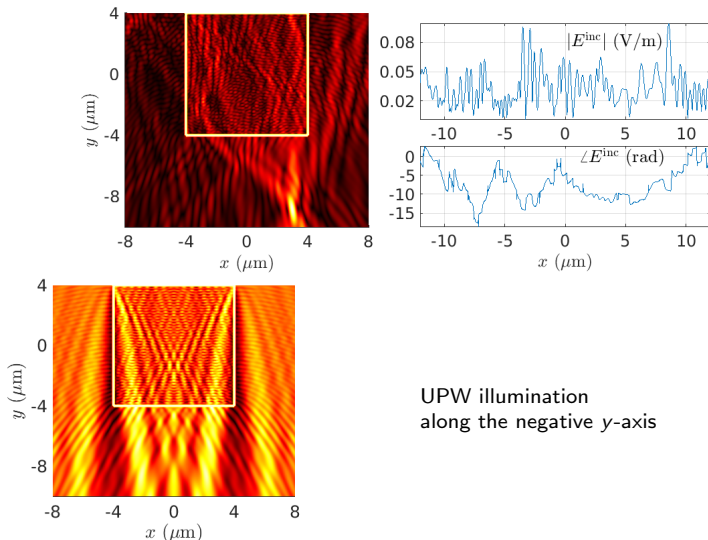 4
0
-4
-8
y (μm)
-8 -4 0 4 8
x (μm)
|E^inc| (V/m)
0.08
0.05
0.02
-10 -5 0 5 10
∠E^inc (rad)
0
-5
-10
-15
-10 -5 0 5 10
x (μm)
4
0
-4
-8
y (μm)
-8 -4 0 4 8
x (μm)
UPW illumination
along the negative y-axis